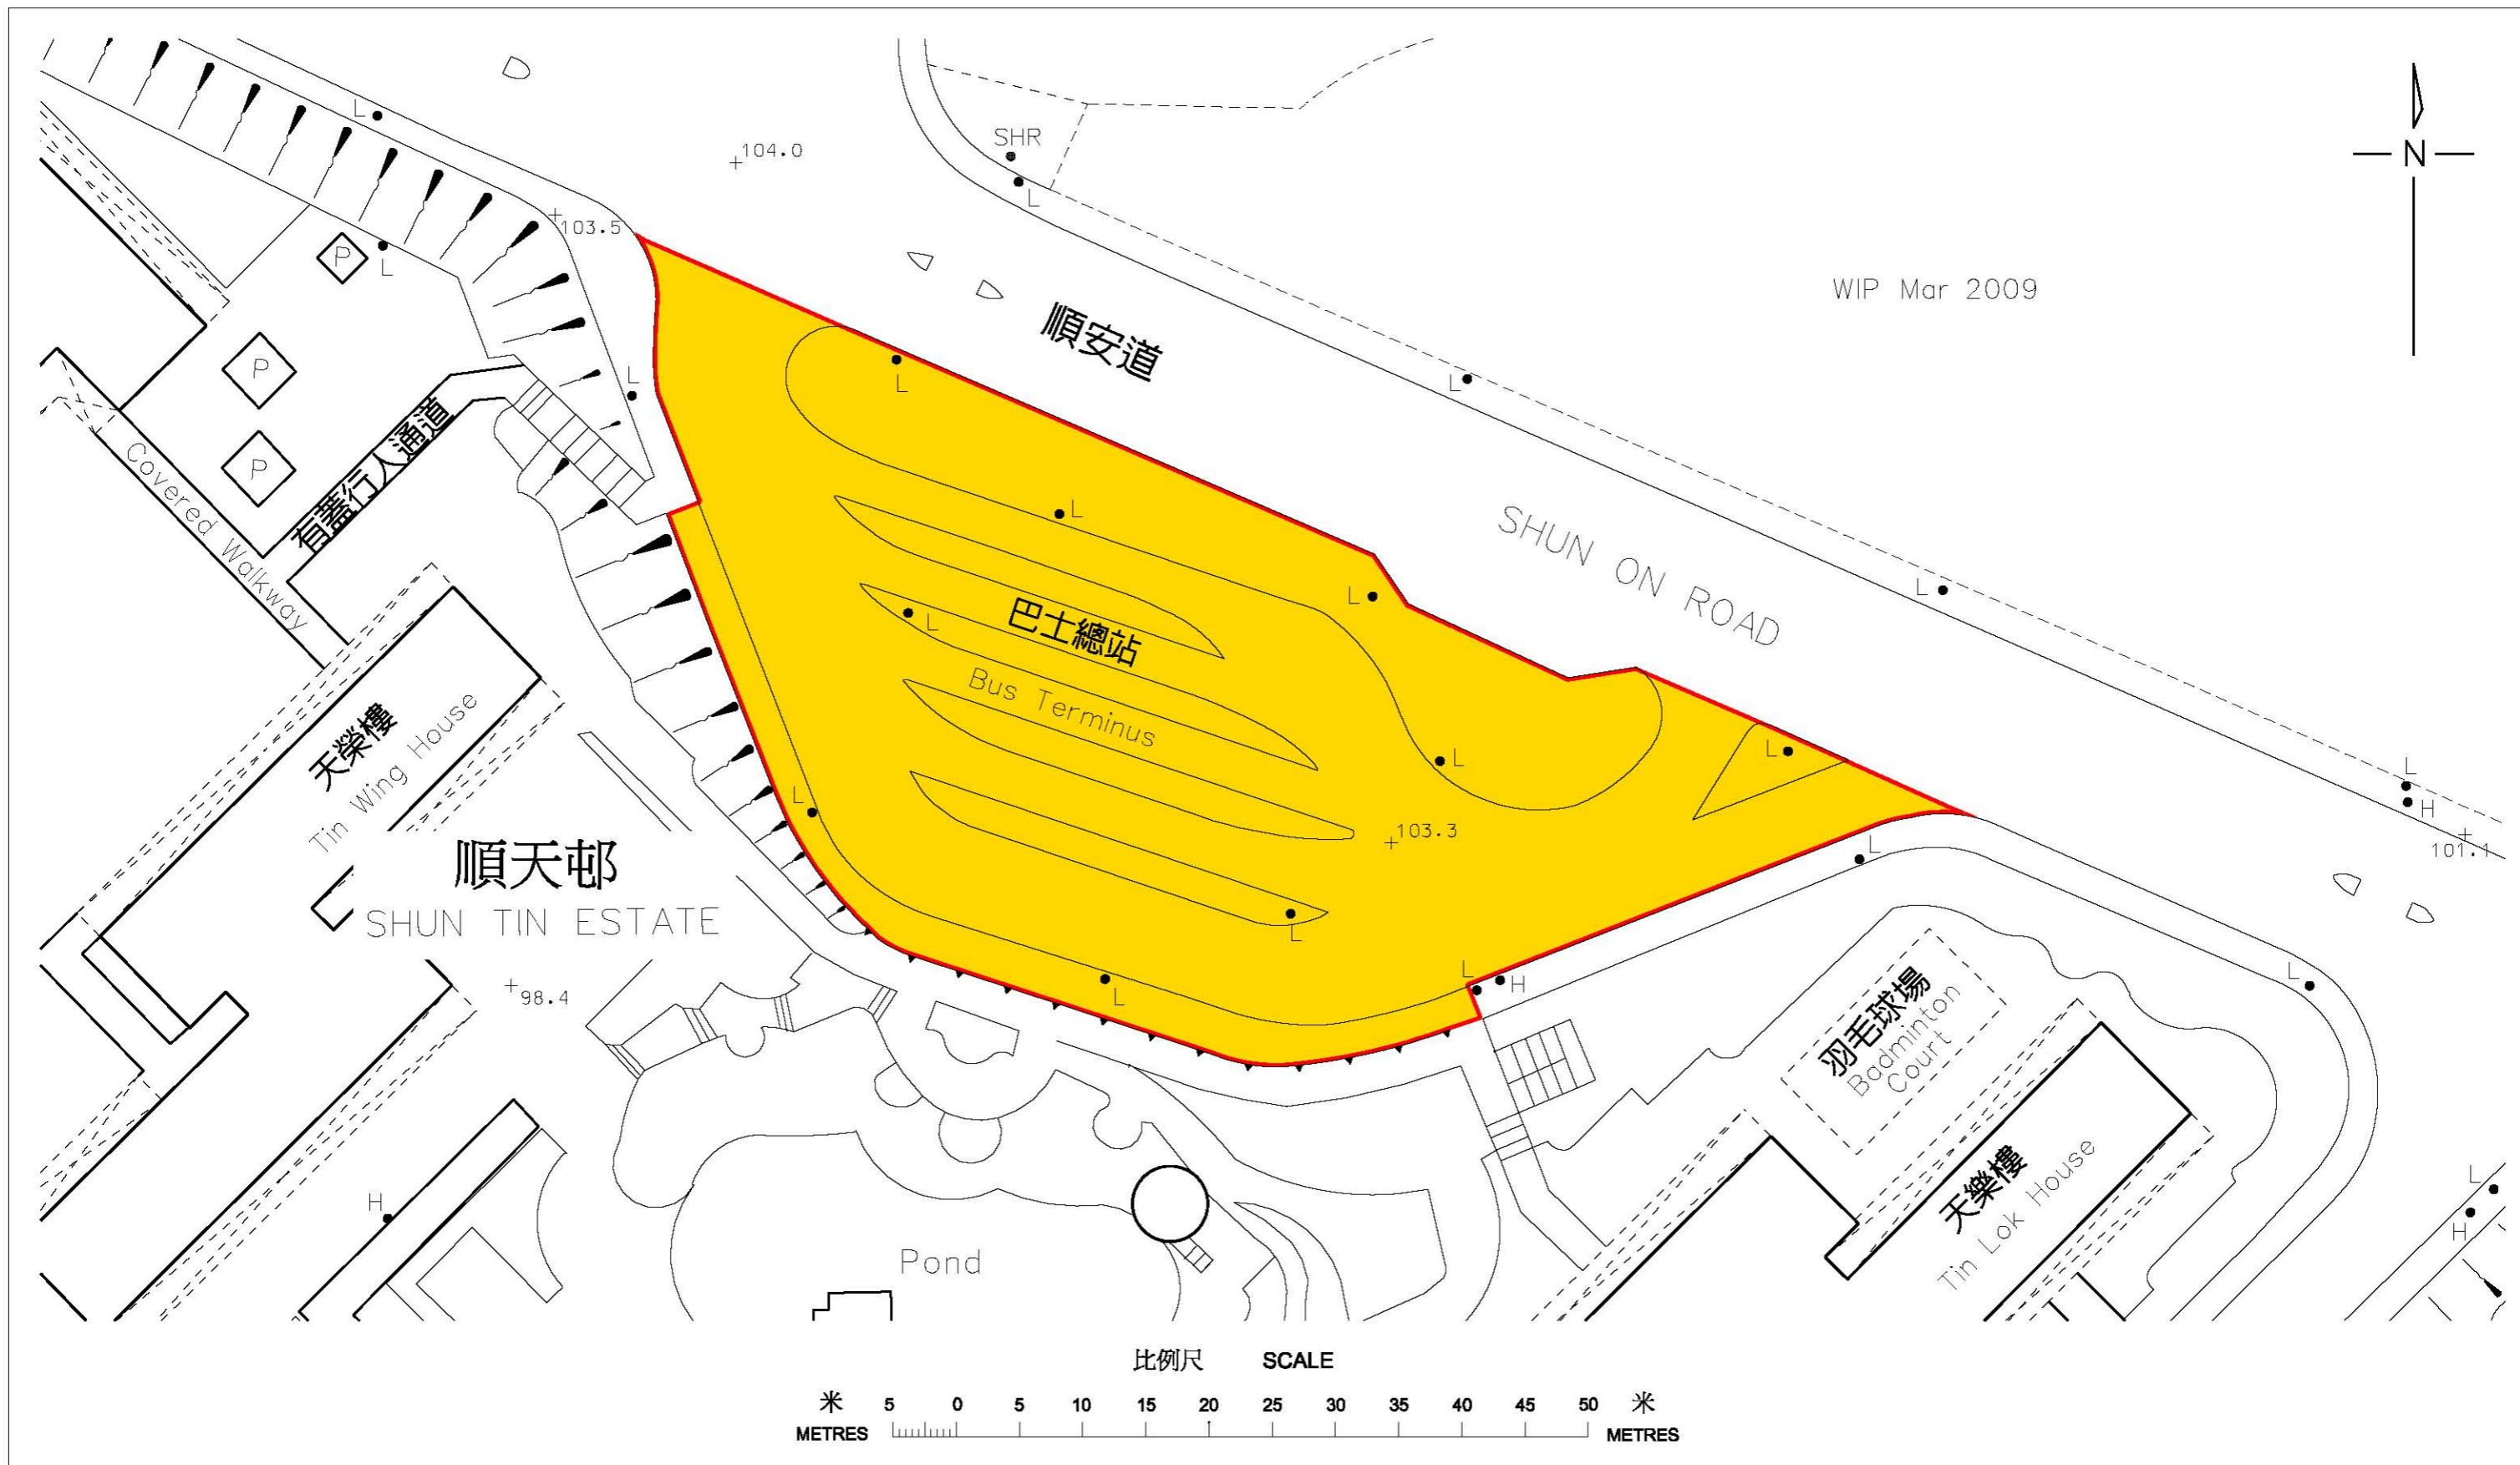 L
104.0
SHR
L
103.5
P
L
N
WIP Mar 2009
順安道
P
L
L
L
P
Covered Walkway
有蓋行人通道
L
SHUN ON ROAD
L
L
L
巴士總站
Bus Terminus
天榮樓
Tin Wing House
L
L
L
H
L
103.3
101.1
順天邨
SHUN TIN ESTATE
L
L
98.4
L
L
H
L
羽毛球場
Badminton
Court
天樂樓
Tin Lok House
H
L
H
Pond
比例尺 SCALE
米 5 0 5 10 15 20 25 30 35 40 45 50 米
METRES METRES